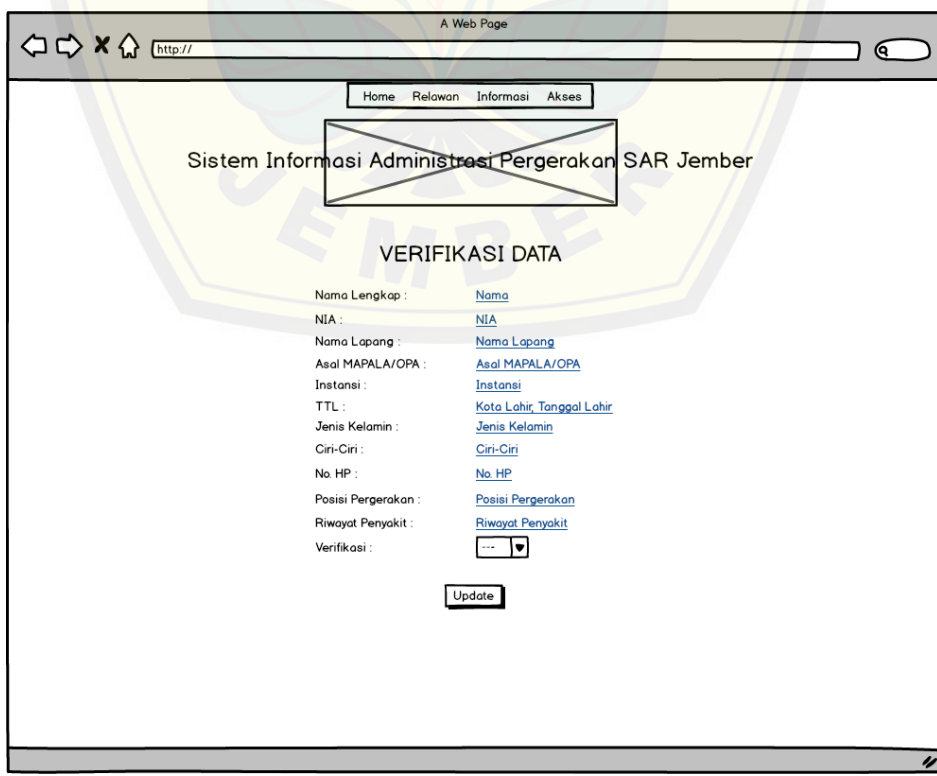 A Web Page
http://
Home Relawan Informasi Akses
Sistem Informasi Administrasi Pergerakan SAR Jember
JEMBER
VERIFIKASI DATA
Nama Lengkap : Nama
NIA : NIA
Nama Lapang : Nama Lapang
Asal MAPALA/OPA : Asal MAPALA/OPA
Instansi : Instansi
TTL : Kota Lahir, Tanggal Lahir
Jenis Kelamin : Jenis Kelamin
Ciri-Ciri : Ciri-Ciri
No. HP : No. HP
Posisi Pergerakan : Posisi Pergerakan
Riwayat Penyakit : Riwayat Penyakit
Verifikasi : ---
Update